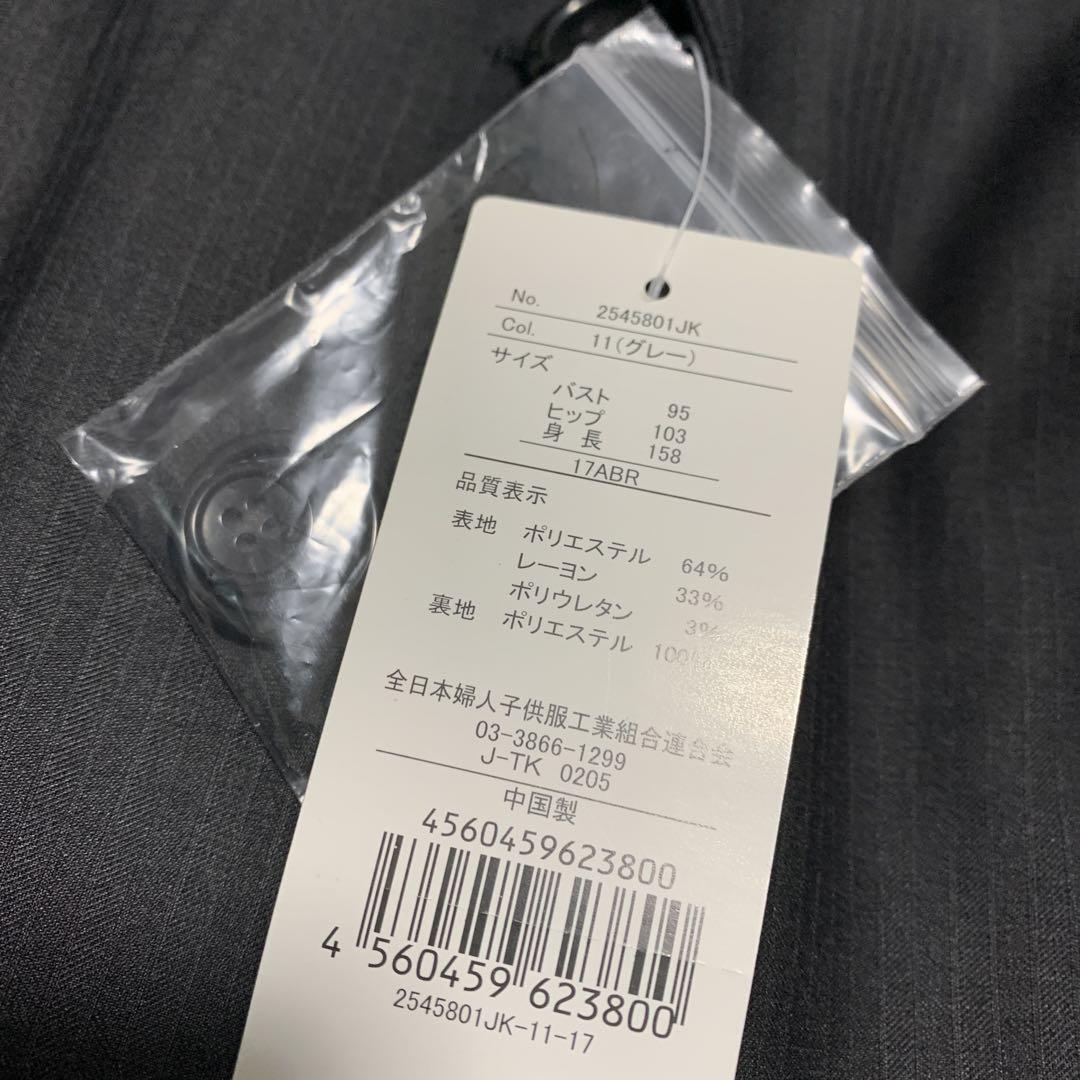 No. 2545801JK
Col. 11(グレー)
サイズ
バスト 95
ヒップ 103
身 長 158
17ABR
品質表示
表地 ポリエステル 64%
レーヨン 33%
ポリウレタン 3%
裏地 ポリエステル 100%
全日本婦人子供服工業組合連合会
03-3866-1299
J-TK 0205
中国製
4560459623800
4 560459 623800
2545801JK-11-17